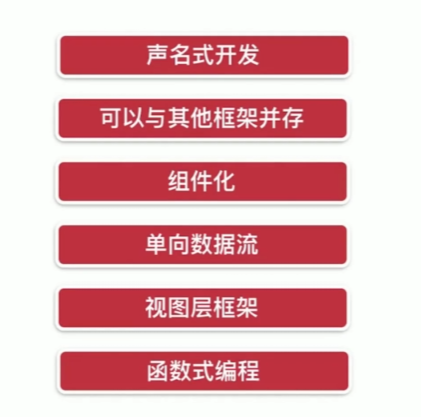 声名式开发
可以与其他框架并存
组件化
单向数据流
视图层框架
函数式编程